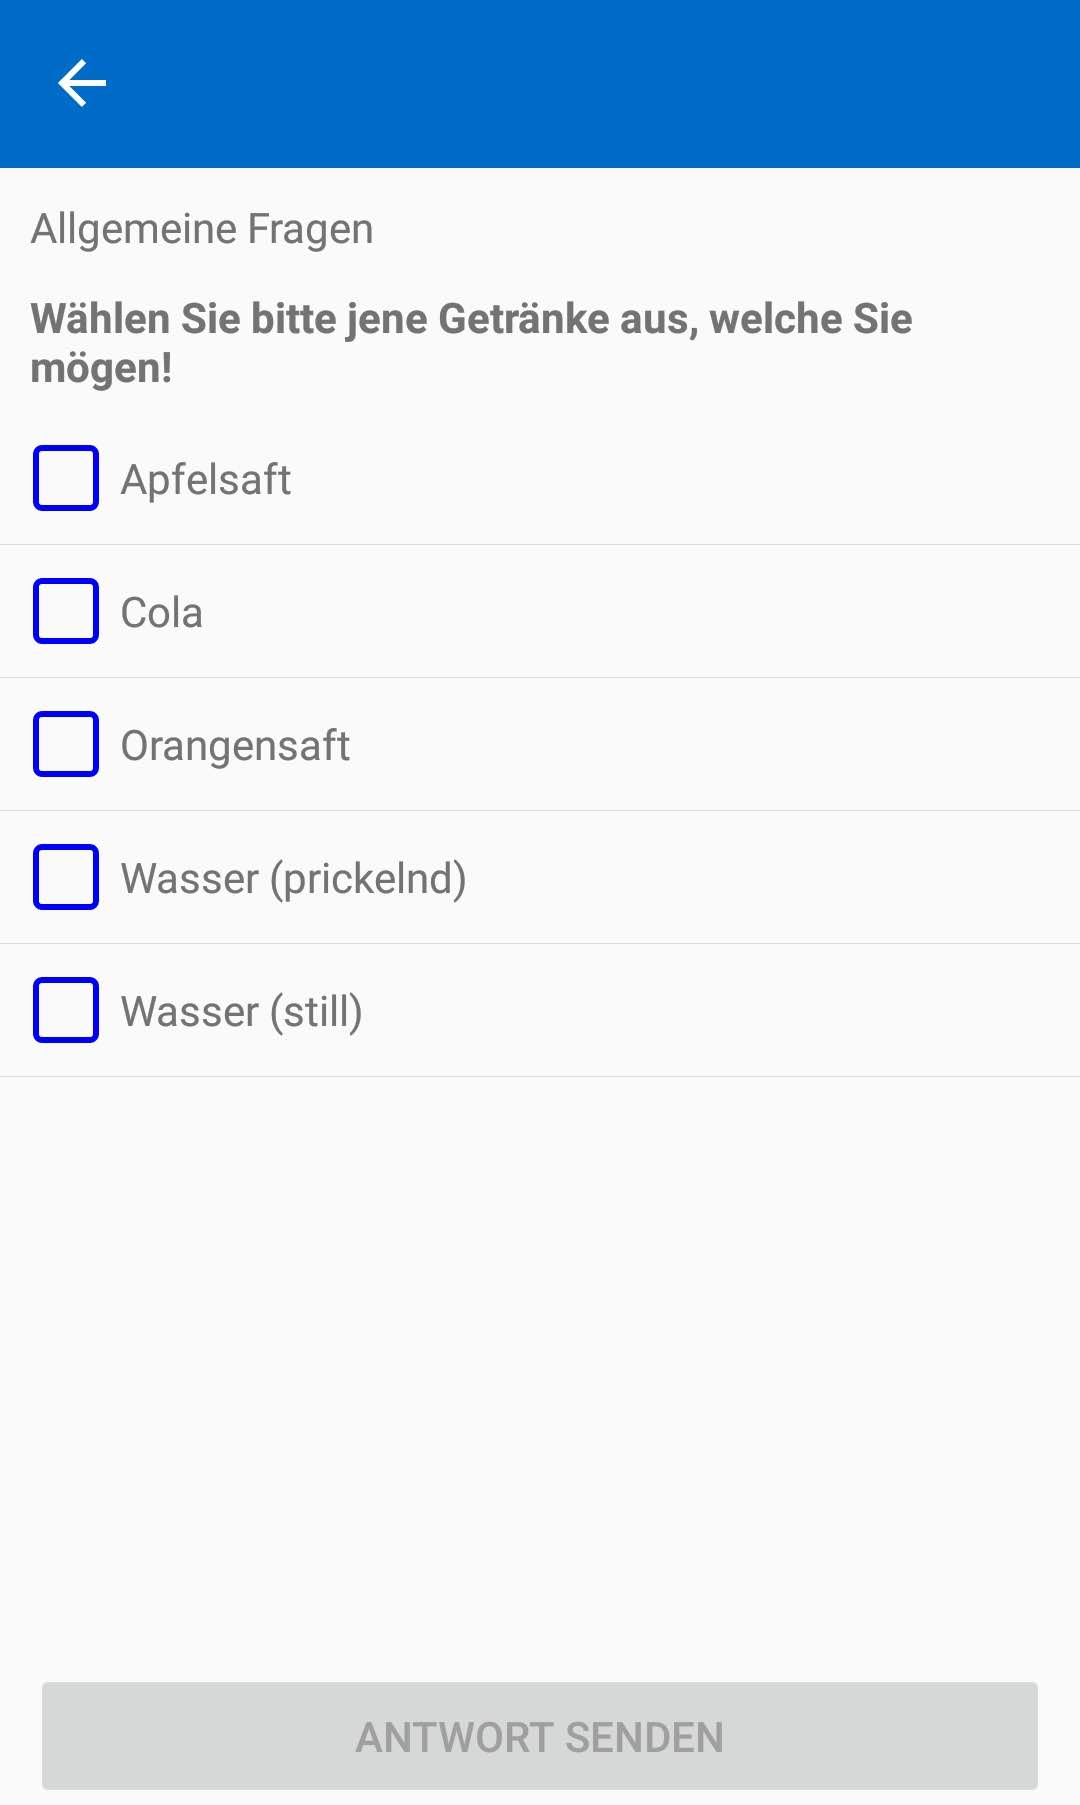 Allgemeine Fragen
Wählen Sie bitte jene Getränke aus, welche Sie
mögen!
Apfelsaft
Cola
Orangensaft
Wasser (prickelnd)
Wasser (still)
ANTWORT SENDEN